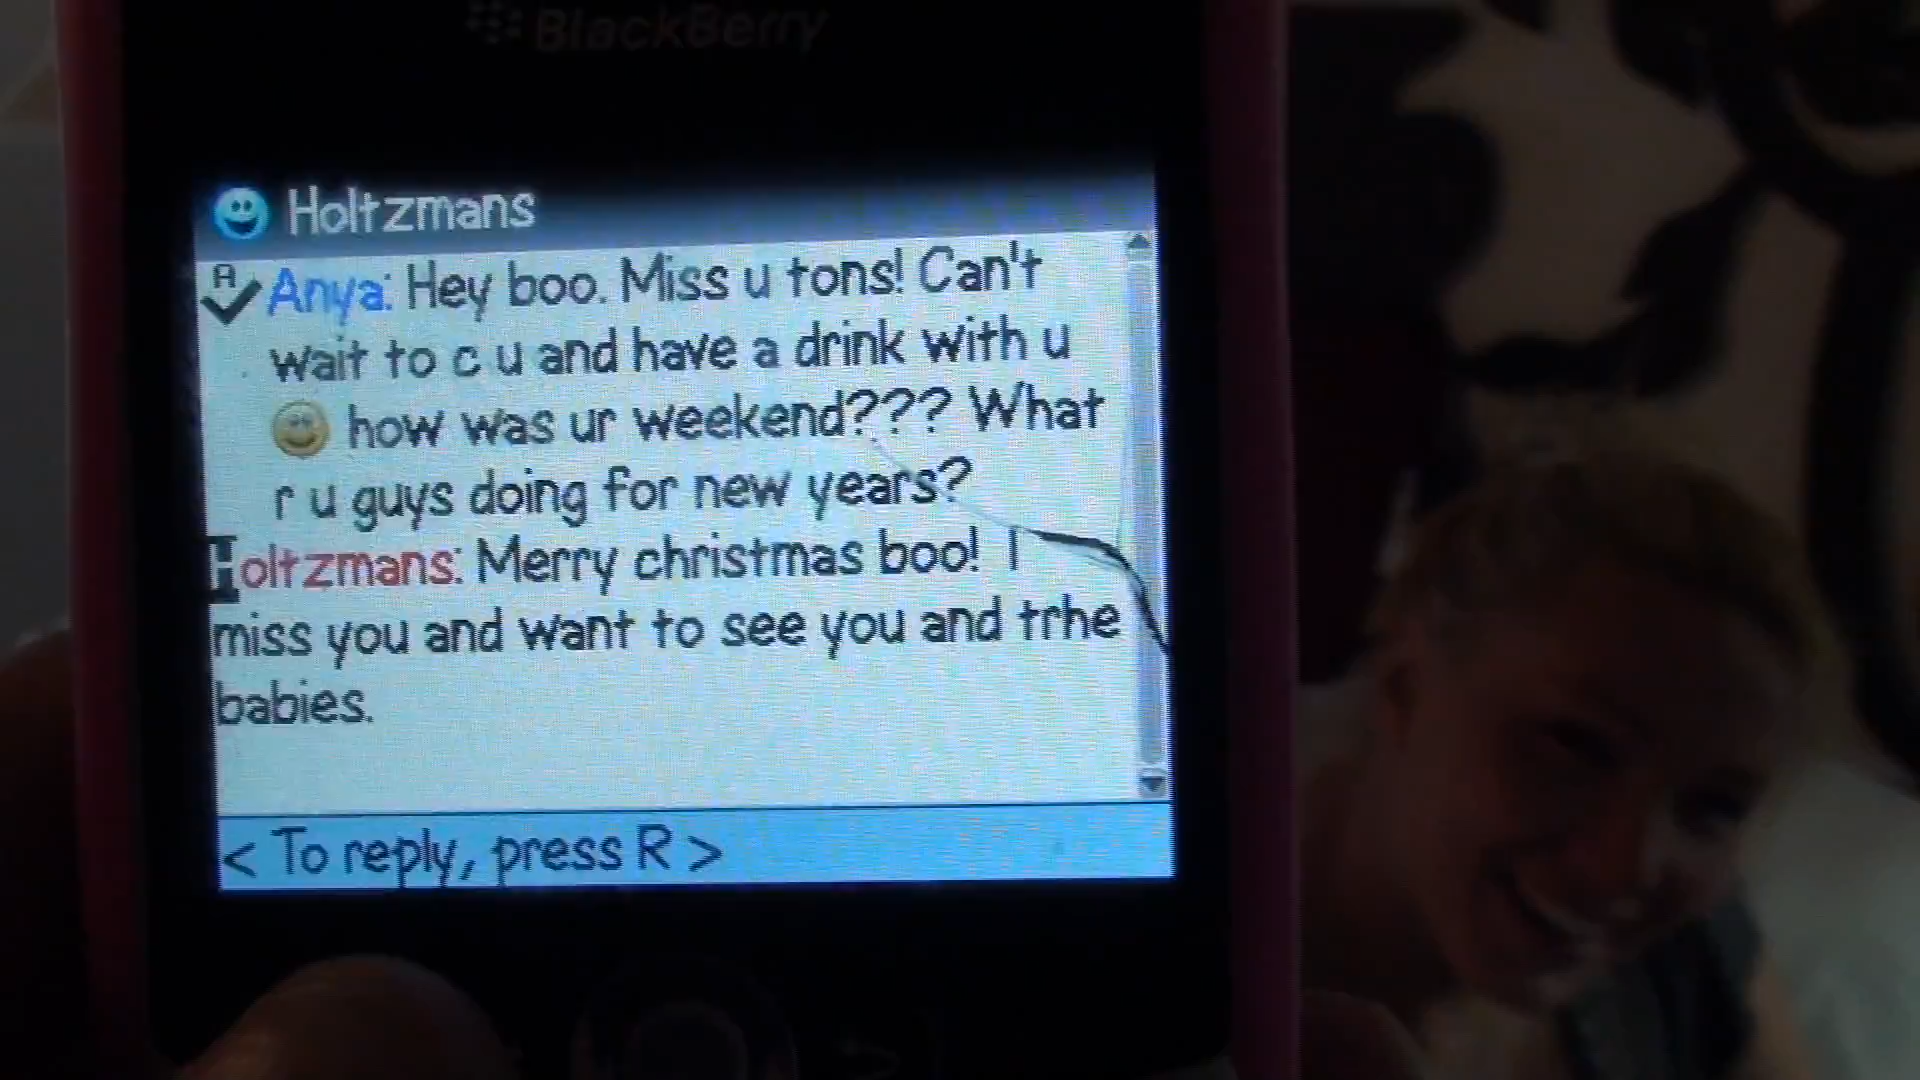 BlackBerry
Holtzmans
Anya: Hey boo. Miss u tons! Can't
wait to c u and have a drink with u
how was ur weekend??? What
r u guys doing for new years?
Holtzmans: Merry christmas boo! I
miss you and want to see you and trhe
babies.
< To reply, press R >